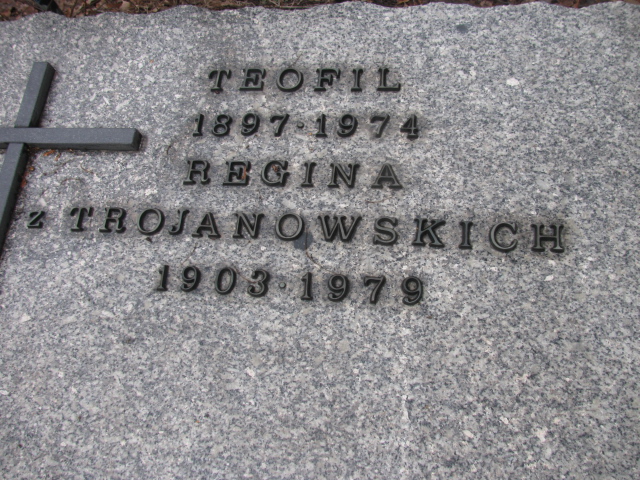 TEOFIL
1897·1974
REGINA
z TROJANOWSKICH
1903·1979